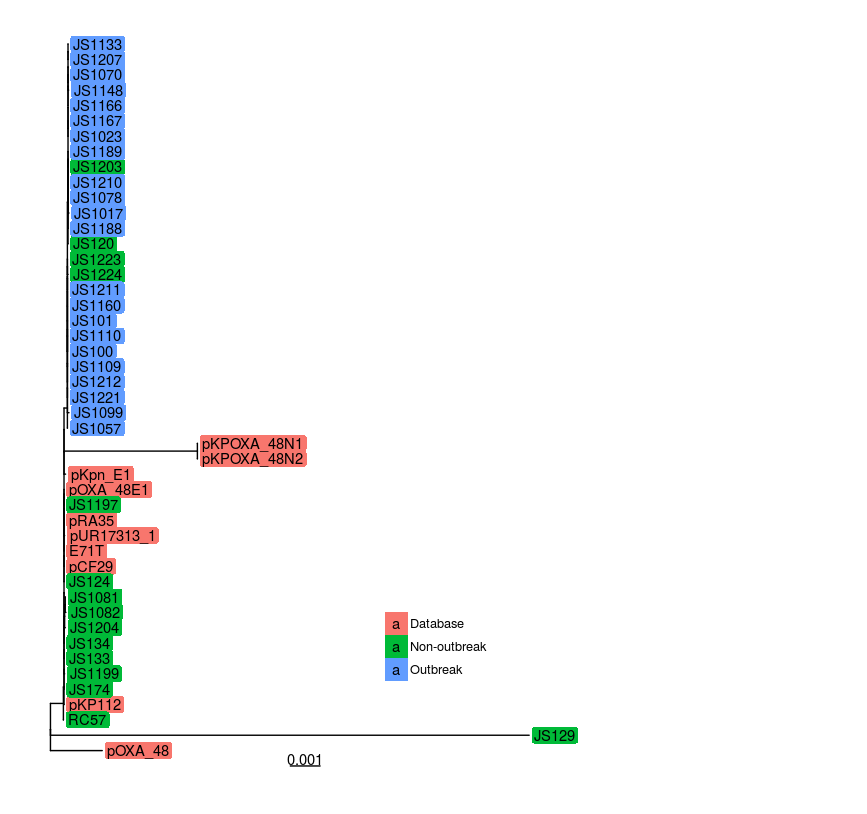 JS1133
JS1207
JS1070
JS1148
JS1166
JS1167
JS1023
JS1189
JS1203
JS1210
JS1078
JS1017
JS1188
JS120
JS1223
JS1224
JS1211
JS1160
JS101
JS1110
JS100
JS1109
JS1212
JS1221
JS1099
JS1057
pKPOXA_48N1
pKPOXA_48N2
pKpn_E1
pOXA_48E1
JS1197
pRA35
pUR17313_1
E71T
pCF29
JS124
JS1081
JS1082
JS1204
JS134
JS133
JS1199
JS174
pKP112
RC57
JS129
pOXA_48
a Database
a Non-outbreak
a Outbreak
0.001